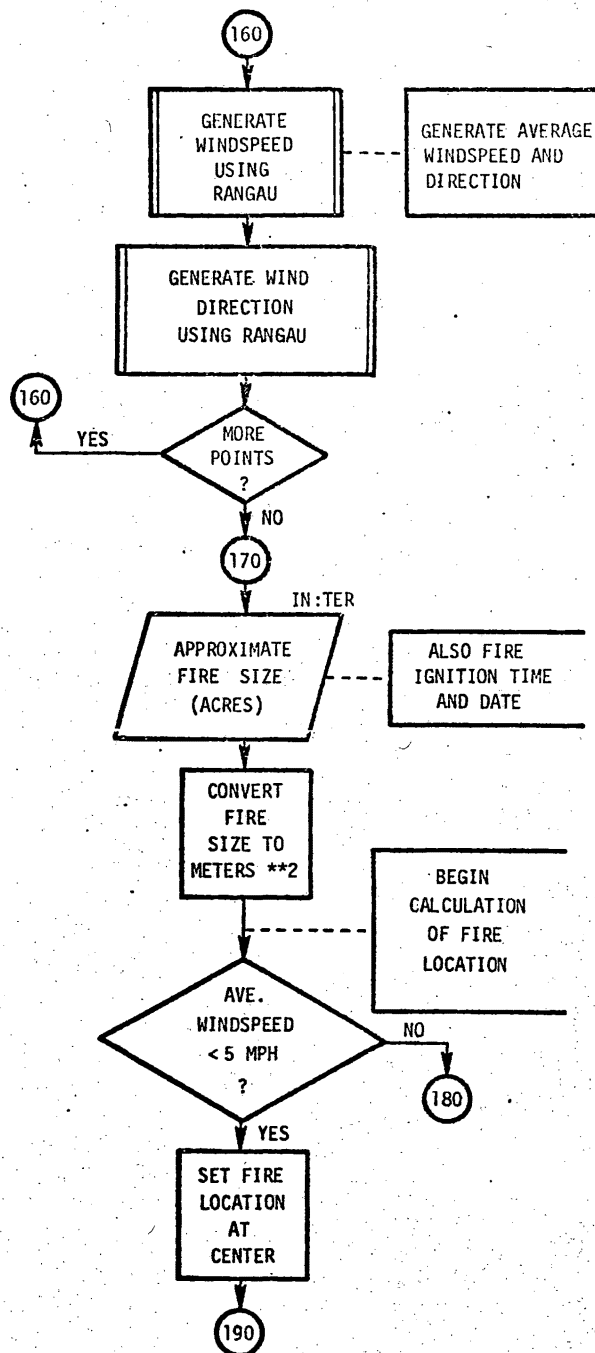 160
GENERATE
WINDSPEED
USING
RANGAU
GENERATE AVERAGE
WINDSPEED AND
DIRECTION
GENERATE WIND
DIRECTION
USING RANGAU
160
YES
MORE
POINTS
?
NO
170
IN:TER
APPROXIMATE
FIRE SIZE
(ACRES)
ALSO FIRE
IGNITION TIME
AND DATE
CONVERT
FIRE
SIZE TO
METERS **2
BEGIN
CALCULATION
OF FIRE
LOCATION
AVE.
WINDSPEED
< 5 MPH
?
NO
180
YES
SET FIRE
LOCATION
AT
CENTER
190